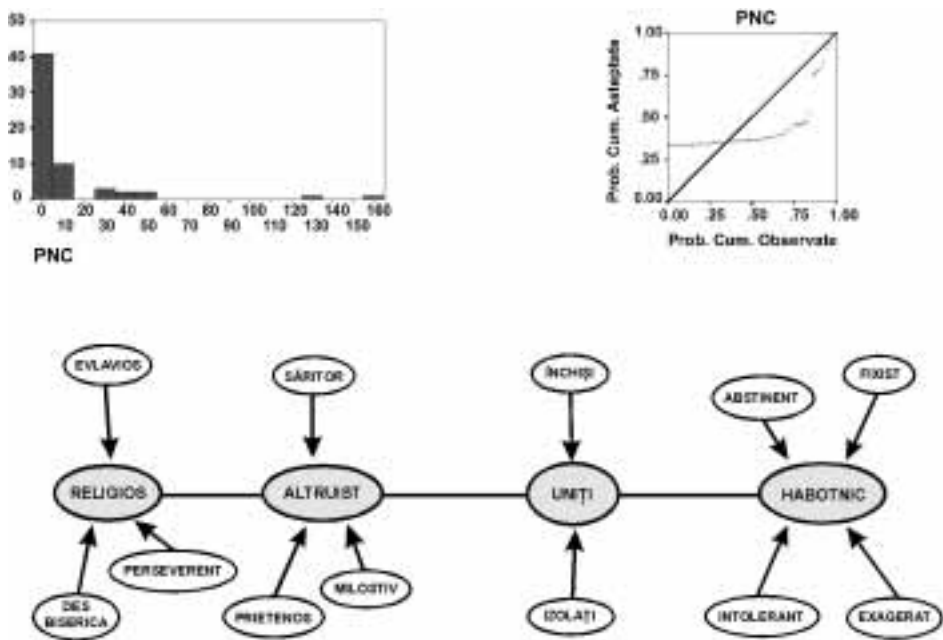 50
40
30
20
10
0
0 20 40 60 80 100 120 140 160
10 30 50 70 90 110 130 150
PNC
PNC
Prob. Cum. Asteptate
1.00
.75
.50
.25
0.00
0.00 .25 .50 .75 1.00
Prob. Cum. Observate
EVLAVIOS
SĂRITOR
ÎNCHIȘI
ABSTINENT
FIXIST
RELIGIOS
ALTRUIST
UNIȚI
HABOTNIC
DES
BISERICA
PERSEVERENT
PRIETENOS
MILOSTIV
IZOLAȚI
INTOLERANT
EXAGERAT